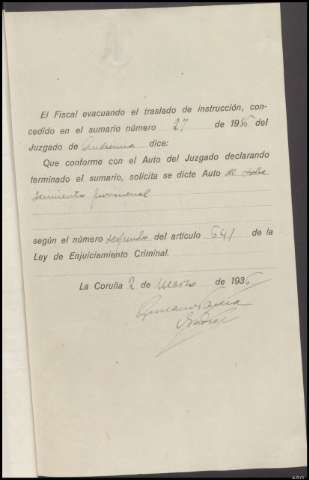 El Fiscal evacuando el traslado de instrucción, con-
cedido en el sumario número 27 de 1936 del
Juzgado de dice:
Que conforme con el Auto del Juzgado declarando
terminado el sumario, solicita se dicte Auto de sobre
seimiento provisional
según el número segundo del artículo 641 de la
Ley de Enjuiciamiento Criminal.
La Coruña 2 de Marzo de 1936